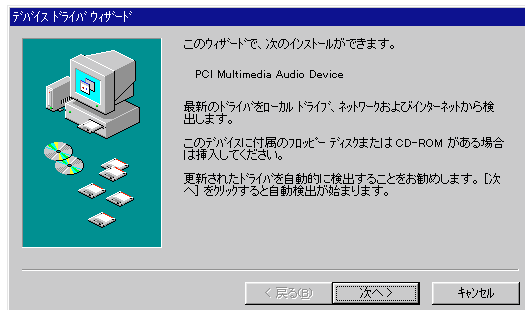 ﾃﾞﾊﾞｲｽ ﾄﾞﾗｲﾊﾞ ｳｨｻﾞｰﾄﾞ
このｳｨｻﾞｰﾄﾞで、次のインストールができます。
PCI Multimedia Audio Device
最新のﾄﾞﾗｲﾊﾞをﾛｰｶﾙ ﾄﾞﾗｲﾌﾞ、ﾈｯﾄﾜｰｸおよびｲﾝﾀｰﾈｯﾄから検
出します。
このﾃﾞﾊﾞｲｽに付属のﾌﾛｯﾋﾟｰ ﾃﾞｨｽｸまたは CD-ROM がある場合
は挿入してください。
更新されたﾄﾞﾗｲﾊﾞを自動的に検出することをお勧めします。[次
へ] をｸﾘｯｸすると自動検出が始まります。
< 戻る(B)
次へ >
ｷｬﾝｾﾙ